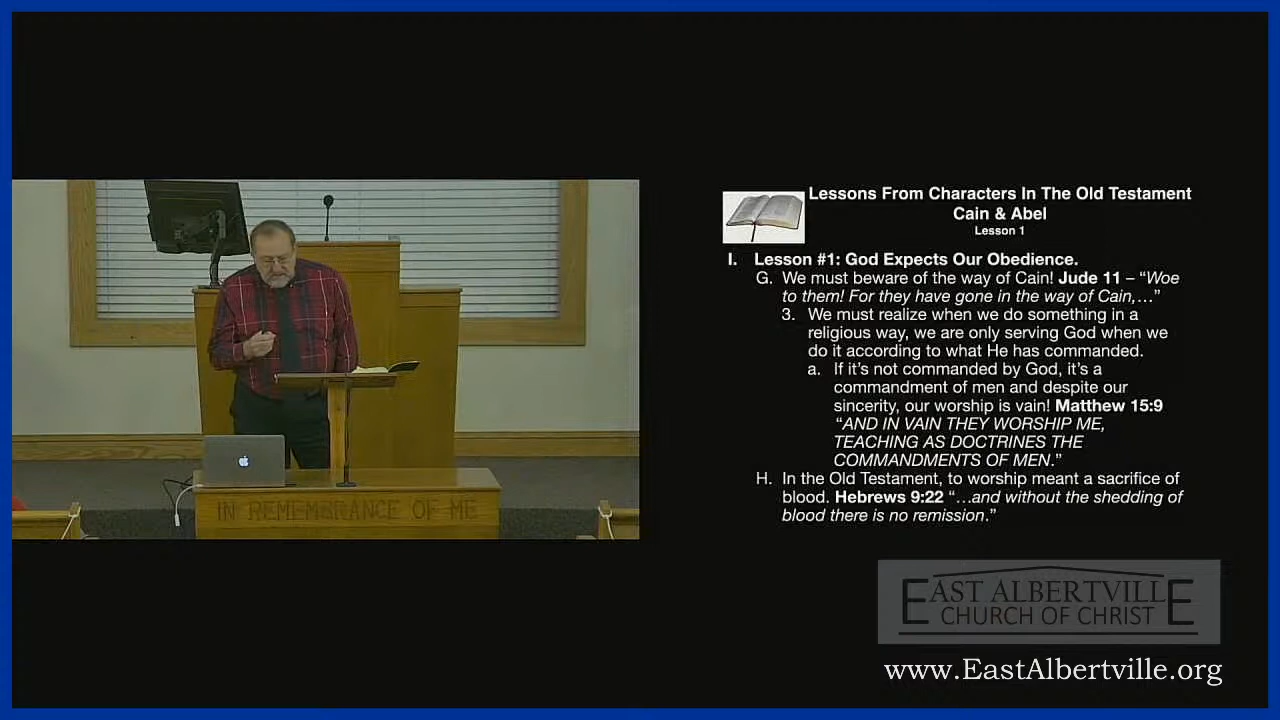 Lessons From Characters In The Old Testament
Cain & Abel
Lesson 1
I. Lesson #1: God Expects Our Obedience.
G. We must beware of the way of Cain! Jude 11 – “Woe
to them! For they have gone in the way of Cain,…”
3. We must realize when we do something in a
religious way, we are only serving God when we
do it according to what He has commanded.
a. If it’s not commanded by God, it’s a
commandment of men and despite our
sincerity, our worship is vain! Matthew 15:9
“AND IN VAIN THEY WORSHIP ME,
TEACHING AS DOCTRINES THE
COMMANDMENTS OF MEN.”
H. In the Old Testament, to worship meant a sacrifice of
blood. Hebrews 9:22 “…and without the shedding of
blood there is no remission.”
IN REMEMBRANCE OF ME
EAST ALBERTVILLE
CHURCH OF CHRIST
www.EastAlbertville.org